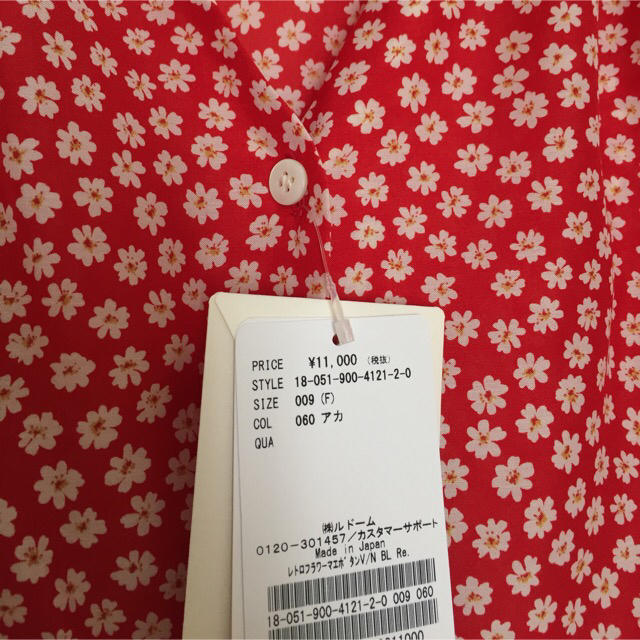 PRICE ¥11,000 (税抜)
STYLE 18-051-900-4121-2-0
SIZE 009 (F)
COL 060 アカ
QUA
㈱ルドーム
0120-301457/カスタマーサポート
Made in Japan
レトロフラワーマエボタンV/N BL Re.
18-051-900-4121-2-0 009 060